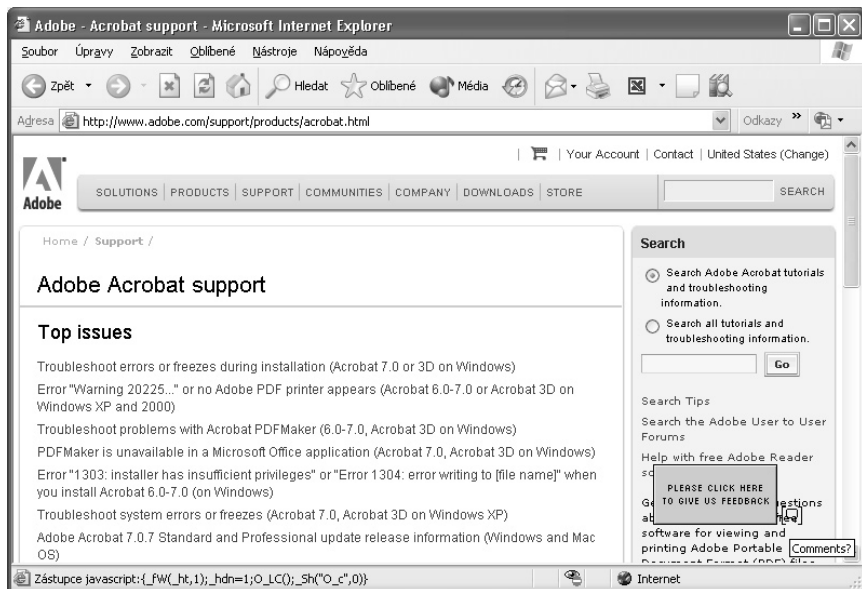 Adobe - Acrobat support - Microsoft Internet Explorer
Soubor Úpravy Zobrazit Oblíbené Nástroje Nápověda
Zpět Hledat Oblíbené Média
Adresa http://www.adobe.com/support/products/acrobat.html Odkazy »
| | Your Account | Contact | United States (Change)
Adobe
SOLUTIONS | PRODUCTS | SUPPORT | COMMUNITIES | COMPANY | DOWNLOADS | STORE
SEARCH
Home / Support /
Adobe Acrobat support
Top issues
Troubleshoot errors or freezes during installation (Acrobat 7.0 or 3D on Windows)
Error "Warning 20225..." or no Adobe PDF printer appears (Acrobat 6.0-7.0 or Acrobat 3D on
Windows XP and 2000)
Troubleshoot problems with Acrobat PDFMaker (6.0-7.0, Acrobat 3D on Windows)
PDFMaker is unavailable in a Microsoft Office application (Acrobat 7.0, Acrobat 3D on Windows)
Error "1303: installer has insufficient privileges" or "Error 1304: error writing to [file name]" when
you install Acrobat 6.0-7.0 (on Windows)
Troubleshoot system errors or freezes (Acrobat 7.0, Acrobat 3D on Windows XP)
Adobe Acrobat 7.0.7 Standard and Professional update release information (Windows and Mac
OS)
Search
Search Adobe Acrobat tutorials
and troubleshooting
information.
Search all tutorials and
troubleshooting information.
Go
Search Tips
Search the Adobe User to User
Forums
Help with free Adobe Reader
PLEASE CLICK HERE
TO GIVE US FEEDBACK
software for viewing and
printing Adobe Portable
Document Format (PDF) files
Comments?
Zástupce javascript:{_fW(_ht,1);_hdn=1;O_LC();_Sh("O_c",0)}
Internet